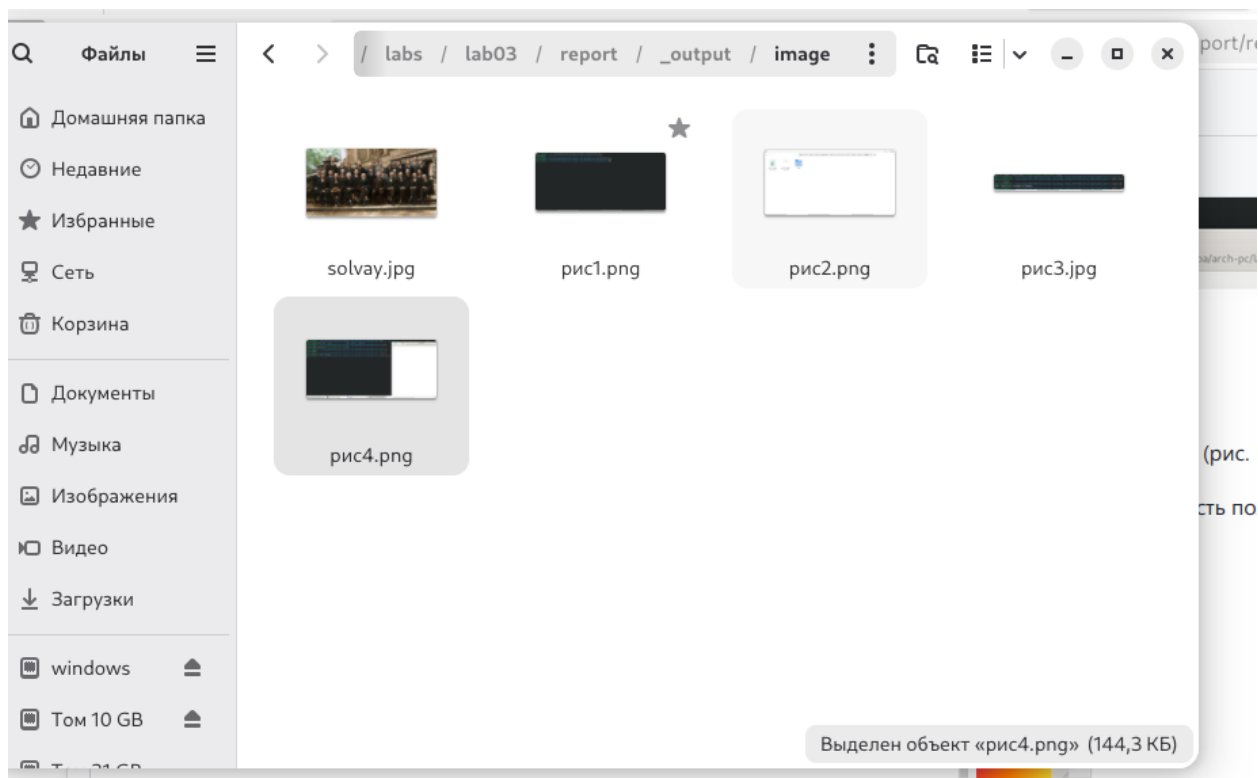 Файлы
/ labs / lab03 / report / _output / image
port/re
Домашняя папка
Недавние
Избранные
Сеть
Корзина
Документы
Музыка
Изображения
Видео
Загрузки
windows
Том 10 GB
solvay.jpg
рис1.png
рис2.png
рис3.jpg
рис4.png
(рис.
сть по
Выделен объект «рис4.png» (144,3 КБ)